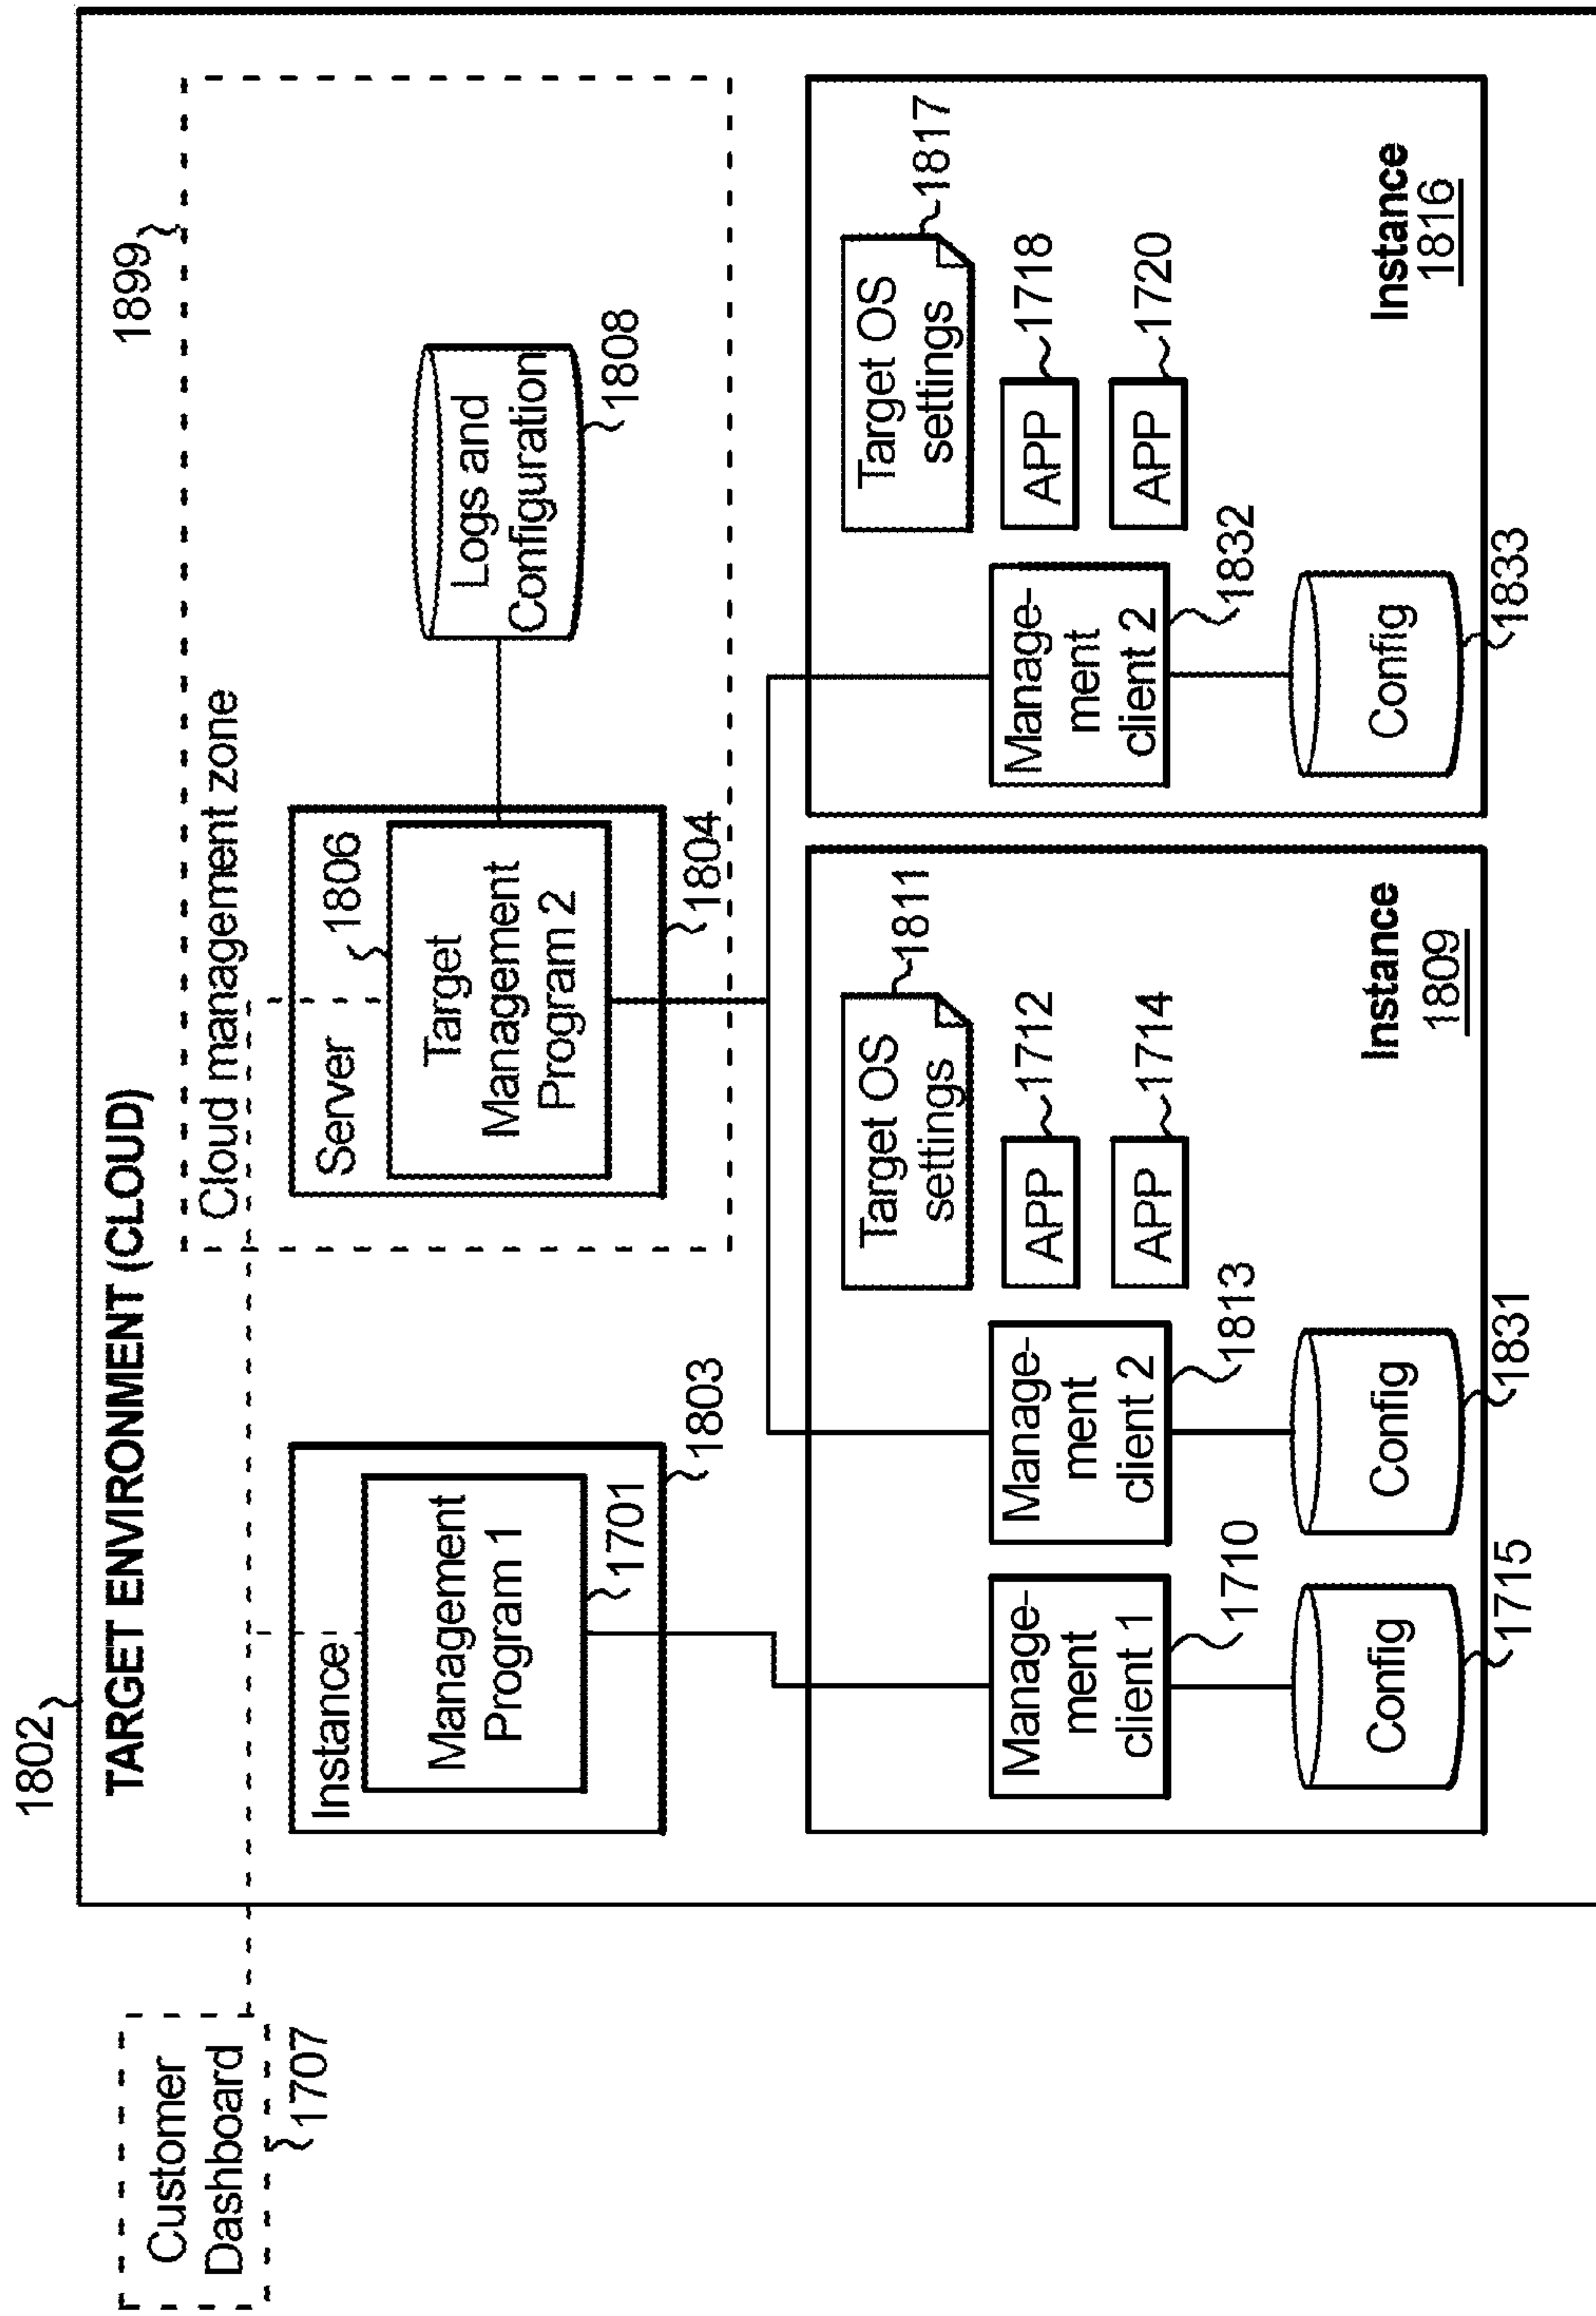 1802
TARGET ENVIRONMENT (CLOUD)
1899
Customer
Dashboard
1707
Cloud management zone
Instance
Management
Program 1
1701
1803
Server
1806
Target
Management
Program 2
1804
Logs and
Configuration
1808
Target OS
settings
1811
Manage-
ment
client 1
1710
Manage-
ment
client 2
1813
APP
1712
APP
1714
Config
1715
Config
1831
Instance
1809
Target OS
settings
1817
Manage-
ment
client 2
1832
APP
1718
APP
1720
Config
1833
Instance
1816